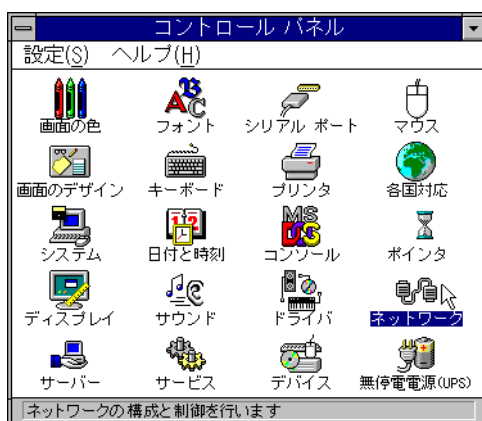 コントロール パネル
設定(S) ヘルプ(H)
画面の色 フォント シリアル ポート マウス
画面のデザイン キーボード プリンタ 各国対応
システム 日付と時刻 コンソール ポインタ
ディスプレイ サウンド ドライバ ネットワーク
サーバー サービス デバイス 無停電電源(UPS)
ネットワークの構成と制御を行います